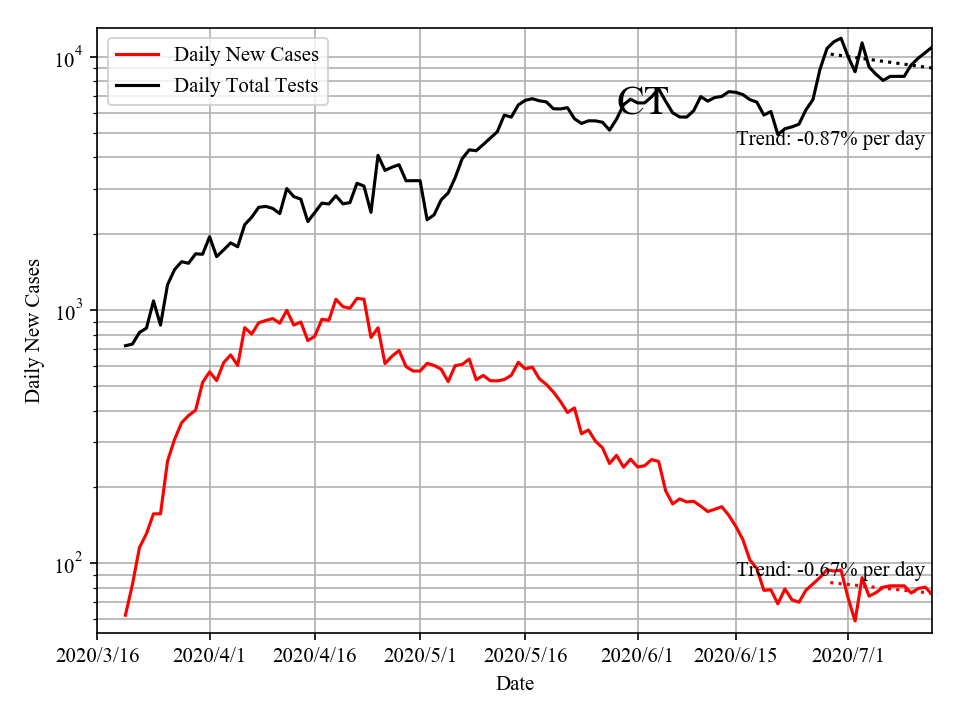 Daily New Cases
Daily Total Tests
CT
Trend: -0.87% per day
Trend: -0.67% per day
10⁴
10³
10²
Daily New Cases
2020/3/16 2020/4/1 2020/4/16 2020/5/1 2020/5/16 2020/6/1 2020/6/15 2020/7/1
Date